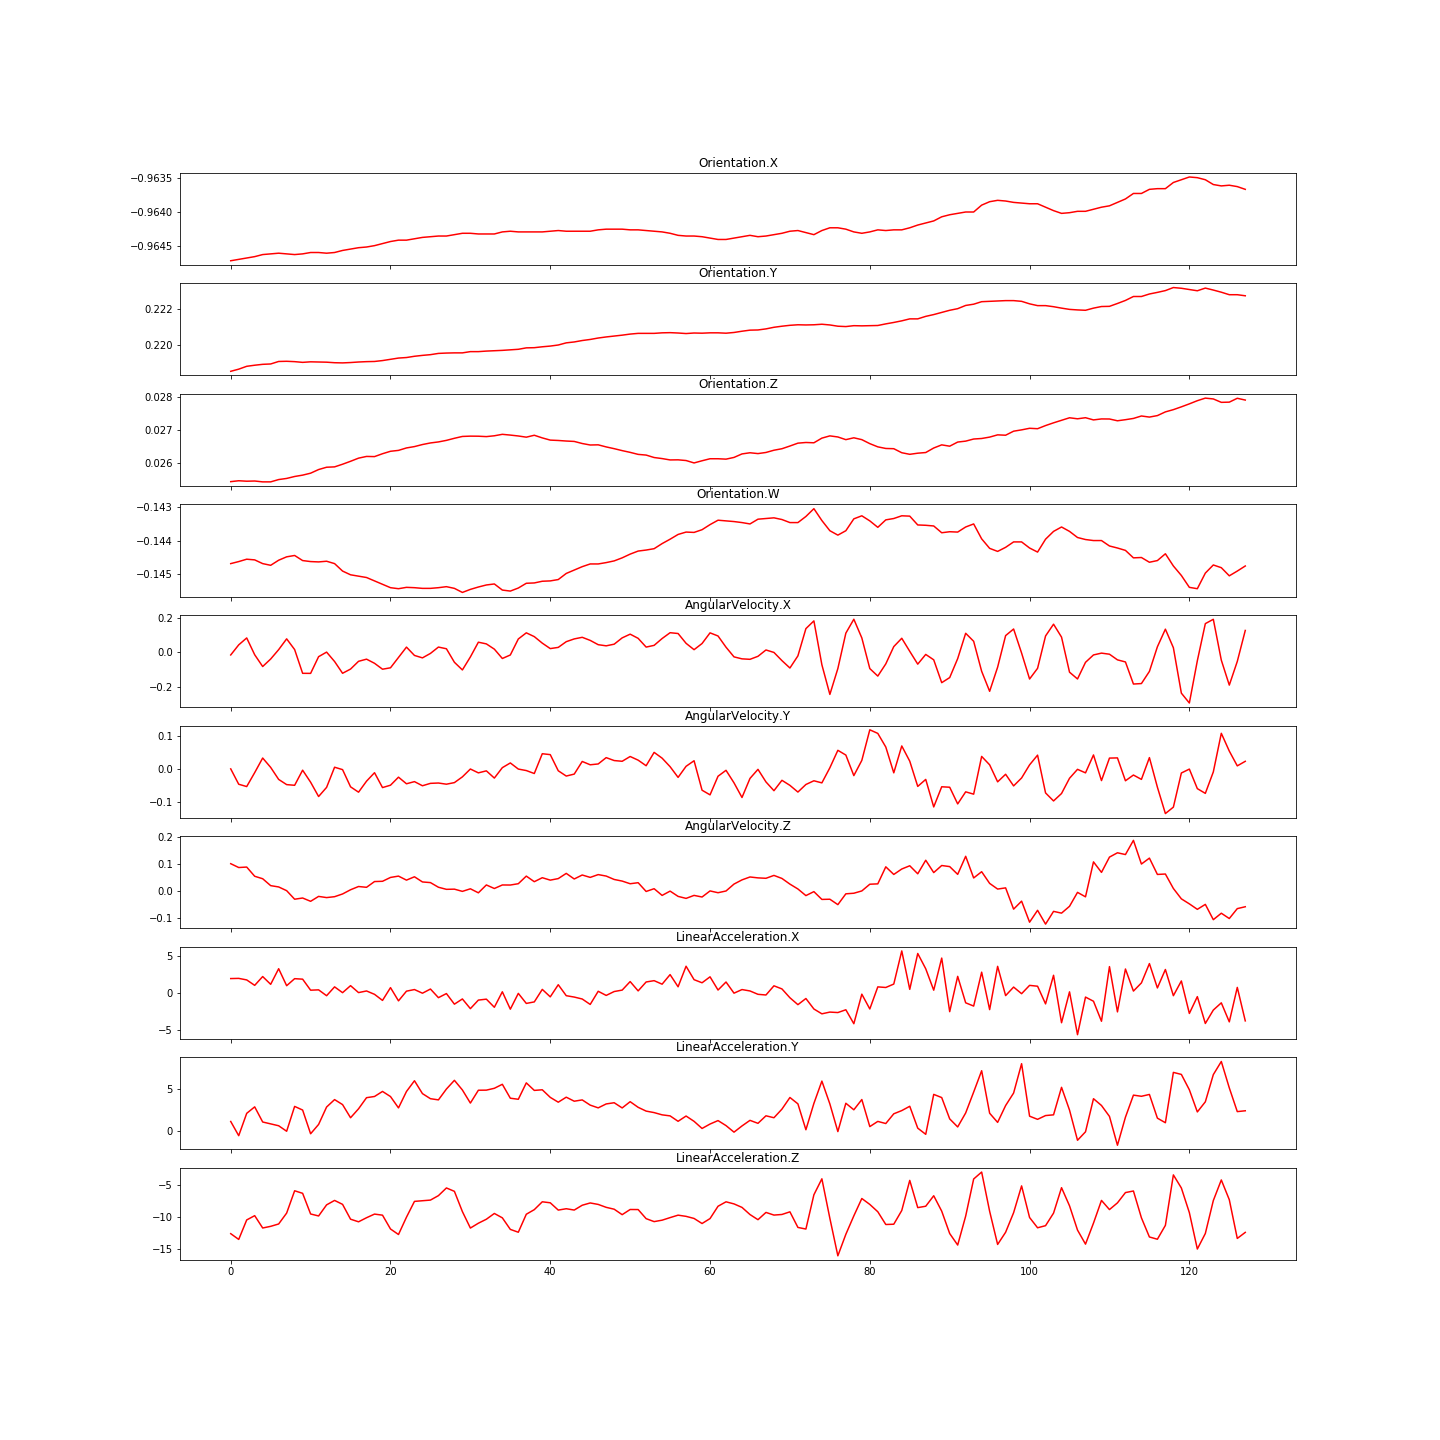 Orientation.X
−0.9635
−0.9640
−0.9645
Orientation.Y
0.222
0.220
Orientation.Z
0.028
0.027
0.026
Orientation.W
−0.143
−0.144
−0.145
AngularVelocity.X
0.2
0.0
−0.2
AngularVelocity.Y
0.1
0.0
−0.1
AngularVelocity.Z
0.2
0.1
0.0
−0.1
LinearAcceleration.X
5
0
−5
LinearAcceleration.Y
5
0
LinearAcceleration.Z
−5
−10
−15
0 20 40 60 80 100 120